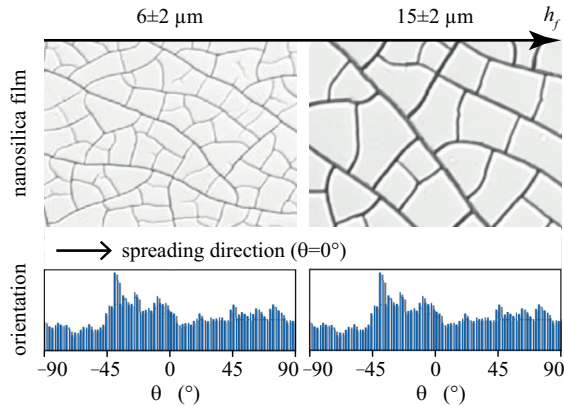 6±2 µm 15±2 µm h_f
nanosilica film
spreading direction (θ=0°)
orientation
−90 −45 0 45 90 −90 −45 0 45 90
θ (°) θ (°)